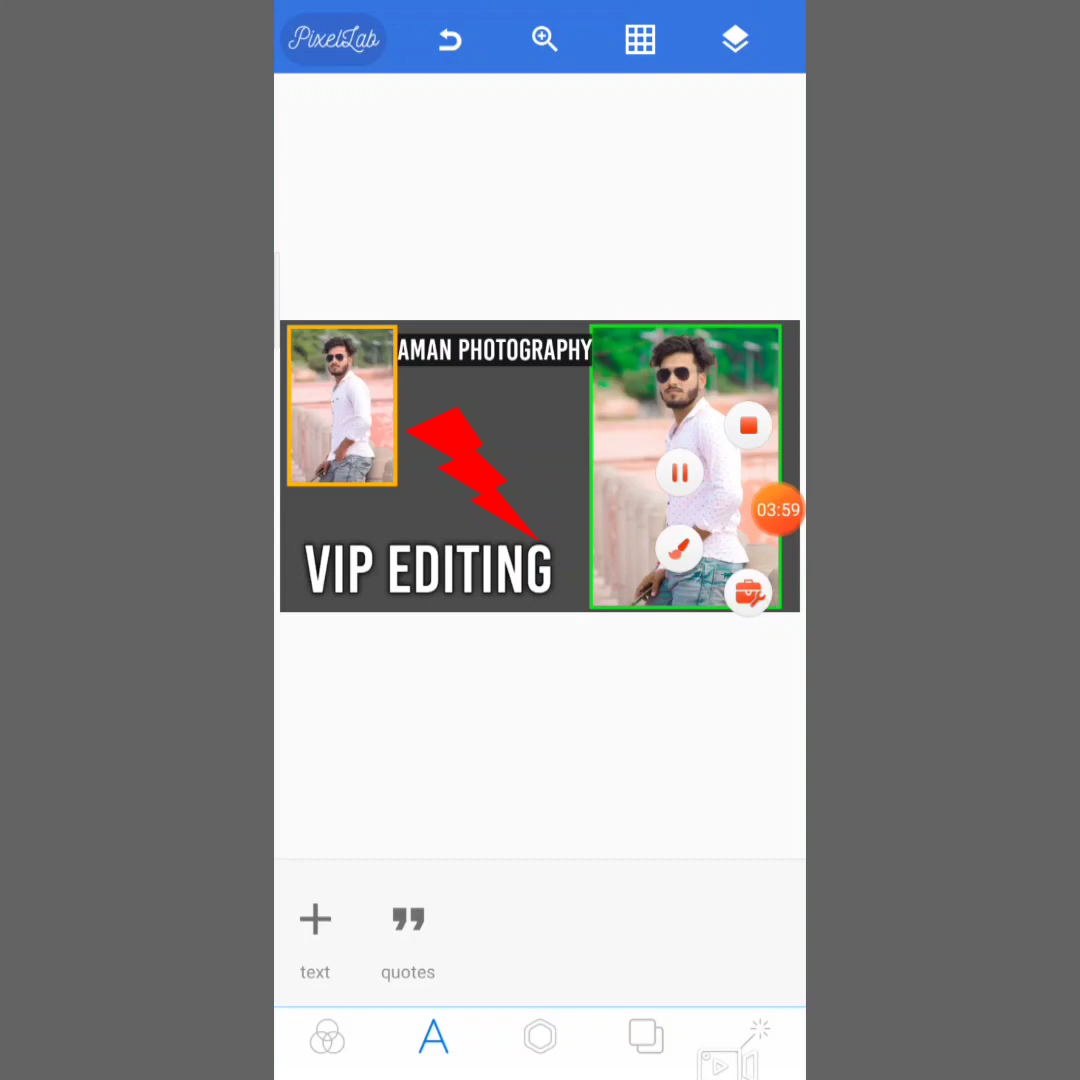 PixelLab
AMAN PHOTOGRAPHY
VIP EDITING
03:59
text
quotes